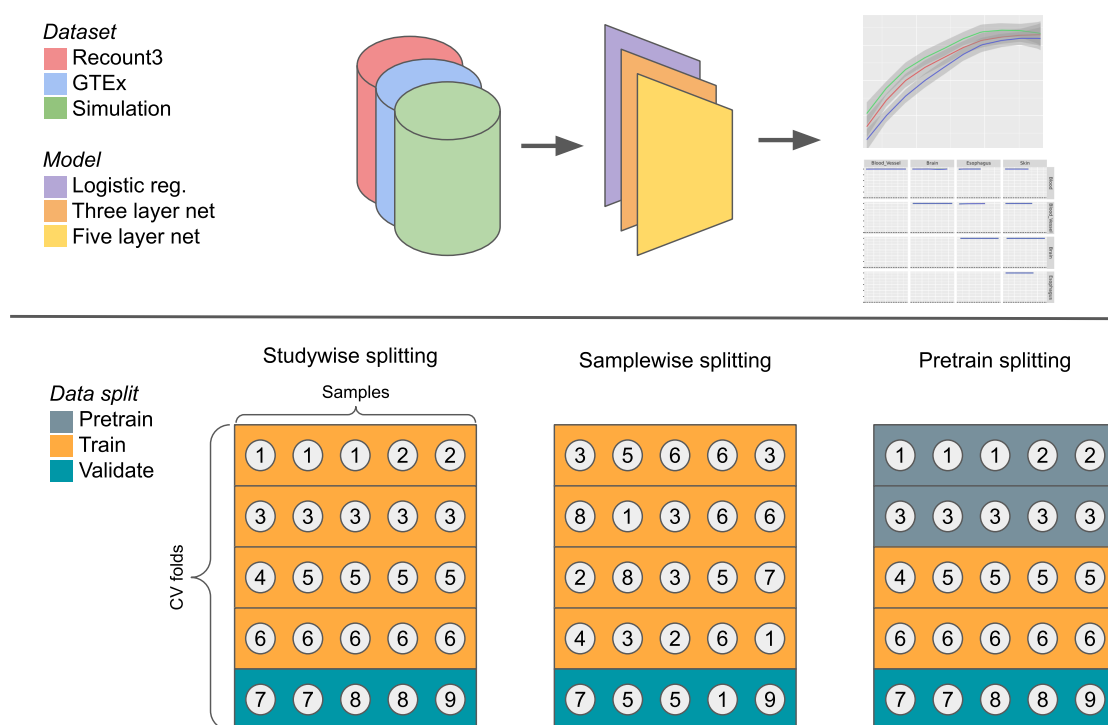 Dataset
Recount3
GTEx
Simulation
Model
Logistic reg.
Three layer net
Five layer net
Blood_Vessel Brain Esophagus Skin
Blood
Blood_Vessel
Brain
Esophagus
Studywise splitting Samplewise splitting Pretrain splitting
Data split
Pretrain
Train
Validate
Samples
CV folds
1 1 1 2 2 3 5 6 6 3 1 1 1 2 2
3 3 3 3 3 8 1 3 6 6 3 3 3 3 3
4 5 5 5 5 2 8 3 5 7 4 5 5 5 5
6 6 6 6 6 4 3 2 6 1 6 6 6 6 6
7 7 8 8 9 7 5 5 1 9 7 7 8 8 9